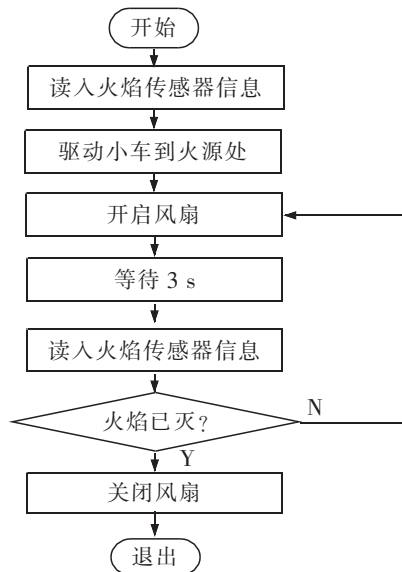 开始
读入火焰传感器信息
驱动小车到火源处
开启风扇
等待 3 s
读入火焰传感器信息
火焰已灭?
N
Y
关闭风扇
退出